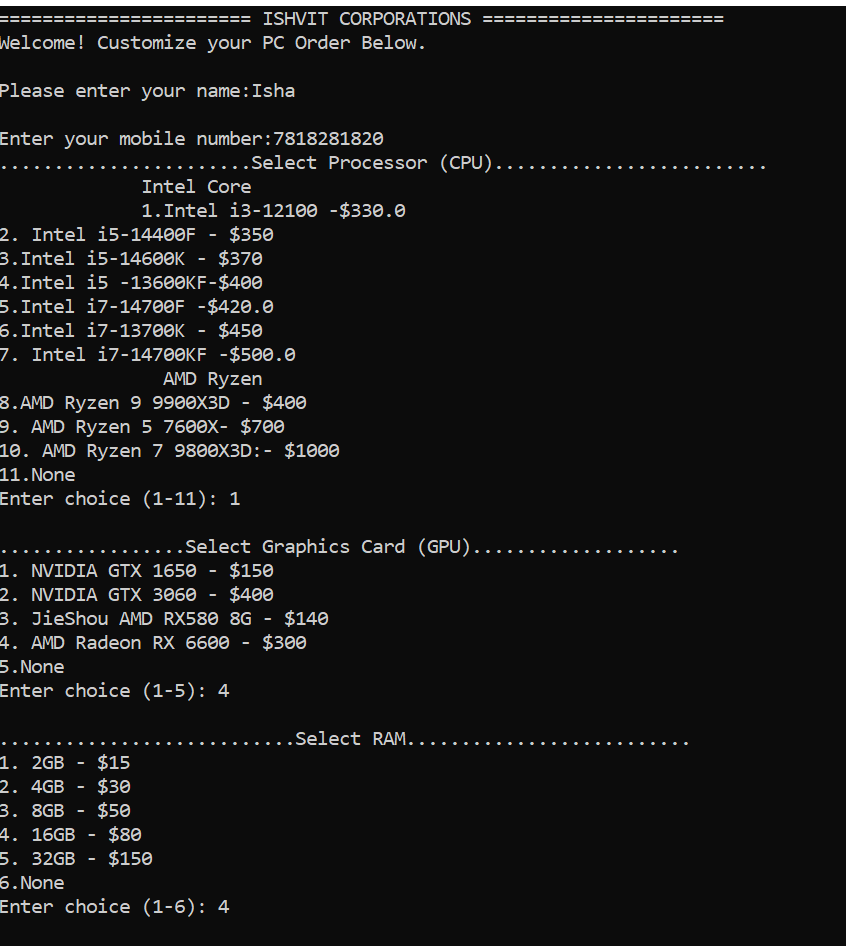 ======================= ISHVIT CORPORATIONS ======================
Welcome! Customize your PC Order Below.
Please enter your name:Isha
Enter your mobile number:7818281820
.......................Select Processor (CPU).........................
Intel Core
1.Intel i3-12100 -$330.0
2. Intel i5-14400F - $350
3.Intel i5-14600K - $370
4.Intel i5 -13600KF-$400
5.Intel i7-14700F -$420.0
6.Intel i7-13700K - $450
7. Intel i7-14700KF -$500.0
AMD Ryzen
8.AMD Ryzen 9 9900X3D - $400
9. AMD Ryzen 5 7600X- $700
10. AMD Ryzen 7 9800X3D:- $1000
11.None
Enter choice (1-11): 1
.................Select Graphics Card (GPU)...................
1. NVIDIA GTX 1650 - $150
2. NVIDIA GTX 3060 - $400
3. JieShou AMD RX580 8G - $140
4. AMD Radeon RX 6600 - $300
5.None
Enter choice (1-5): 4
...........................Select RAM..........................
1. 2GB - $15
2. 4GB - $30
3. 8GB - $50
4. 16GB - $80
5. 32GB - $150
6.None
Enter choice (1-6): 4